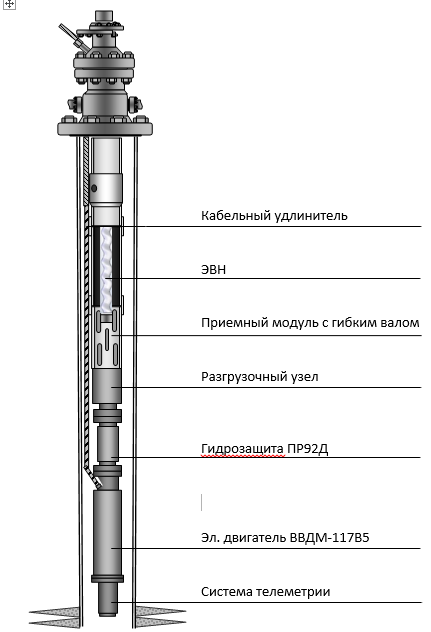 Кабельный удлинитель
ЭВН
Приемный модуль с гибким валом
Разгрузочный узел
Гидрозащита ПР92Д
Эл. двигатель ВВДМ-117В5
Система телеметрии